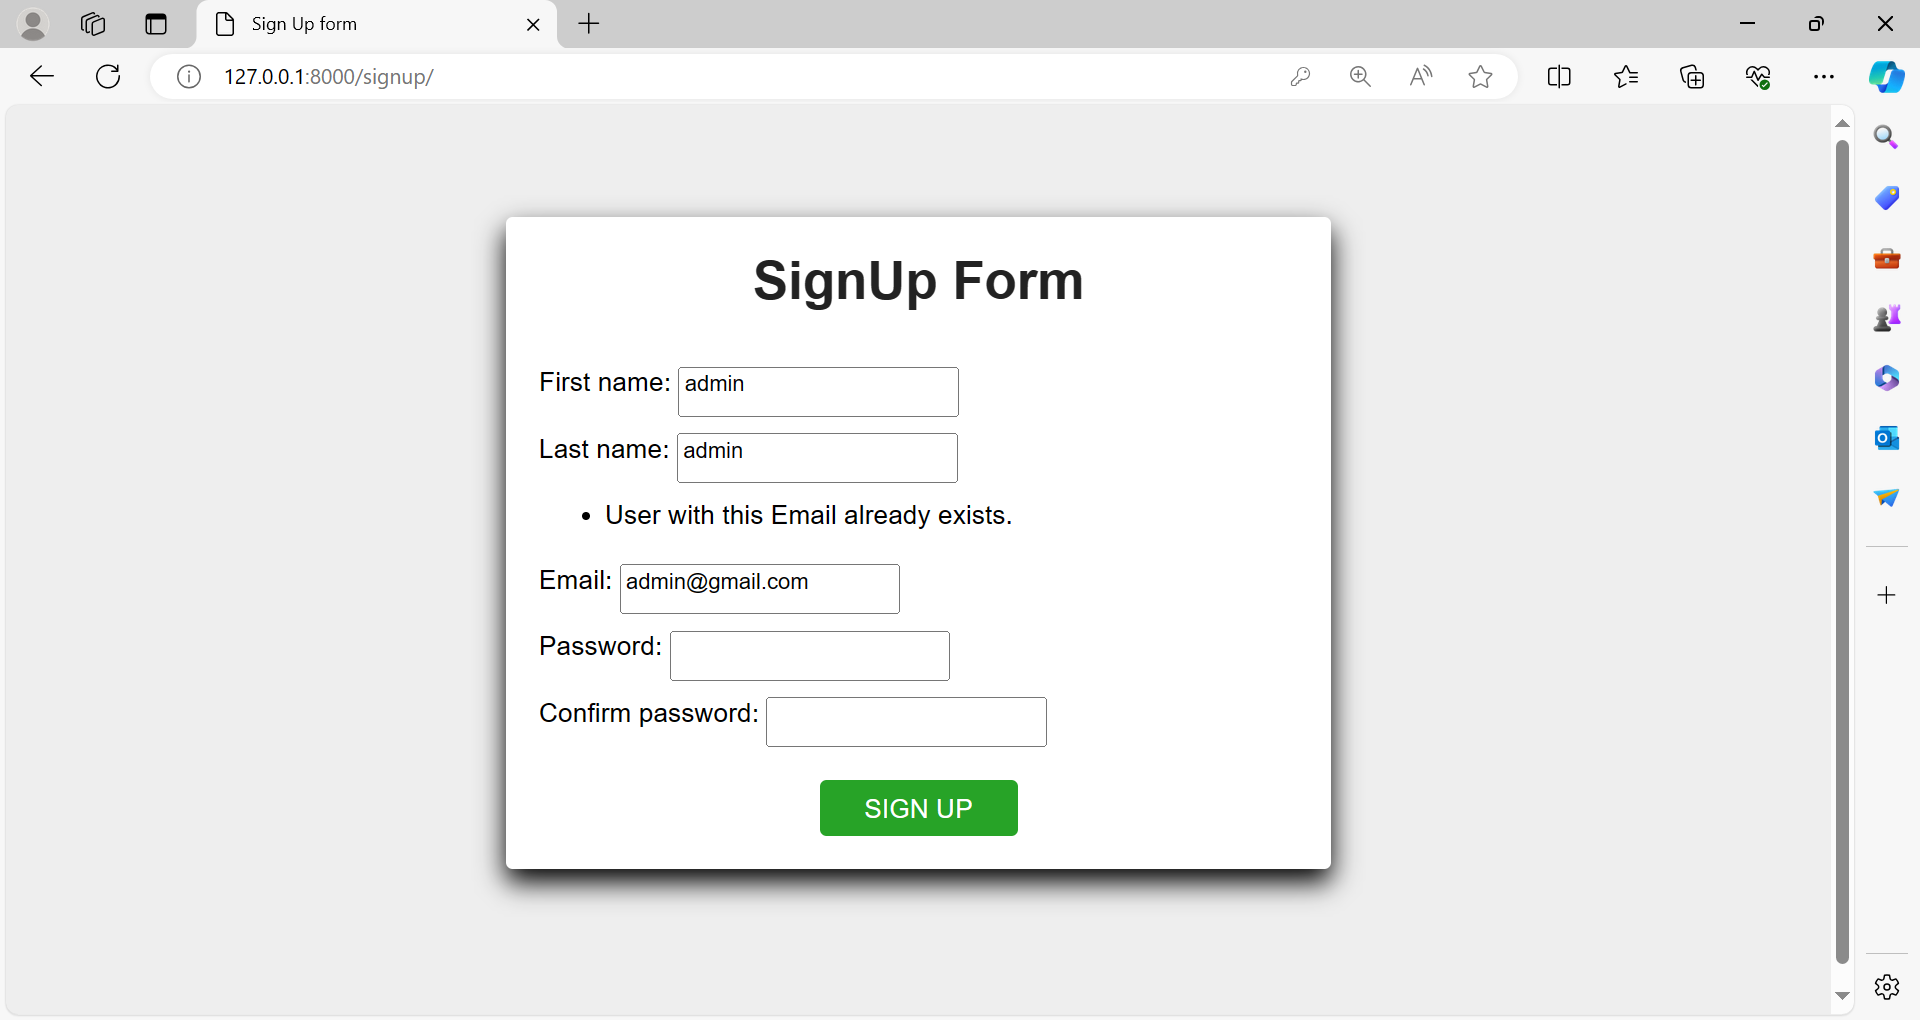 Sign Up form
127.0.0.1:8000/signup/
SignUp Form
First name: admin
Last name: admin
• User with this Email already exists.
Email: admin@gmail.com
Password:
Confirm password:
SIGN UP